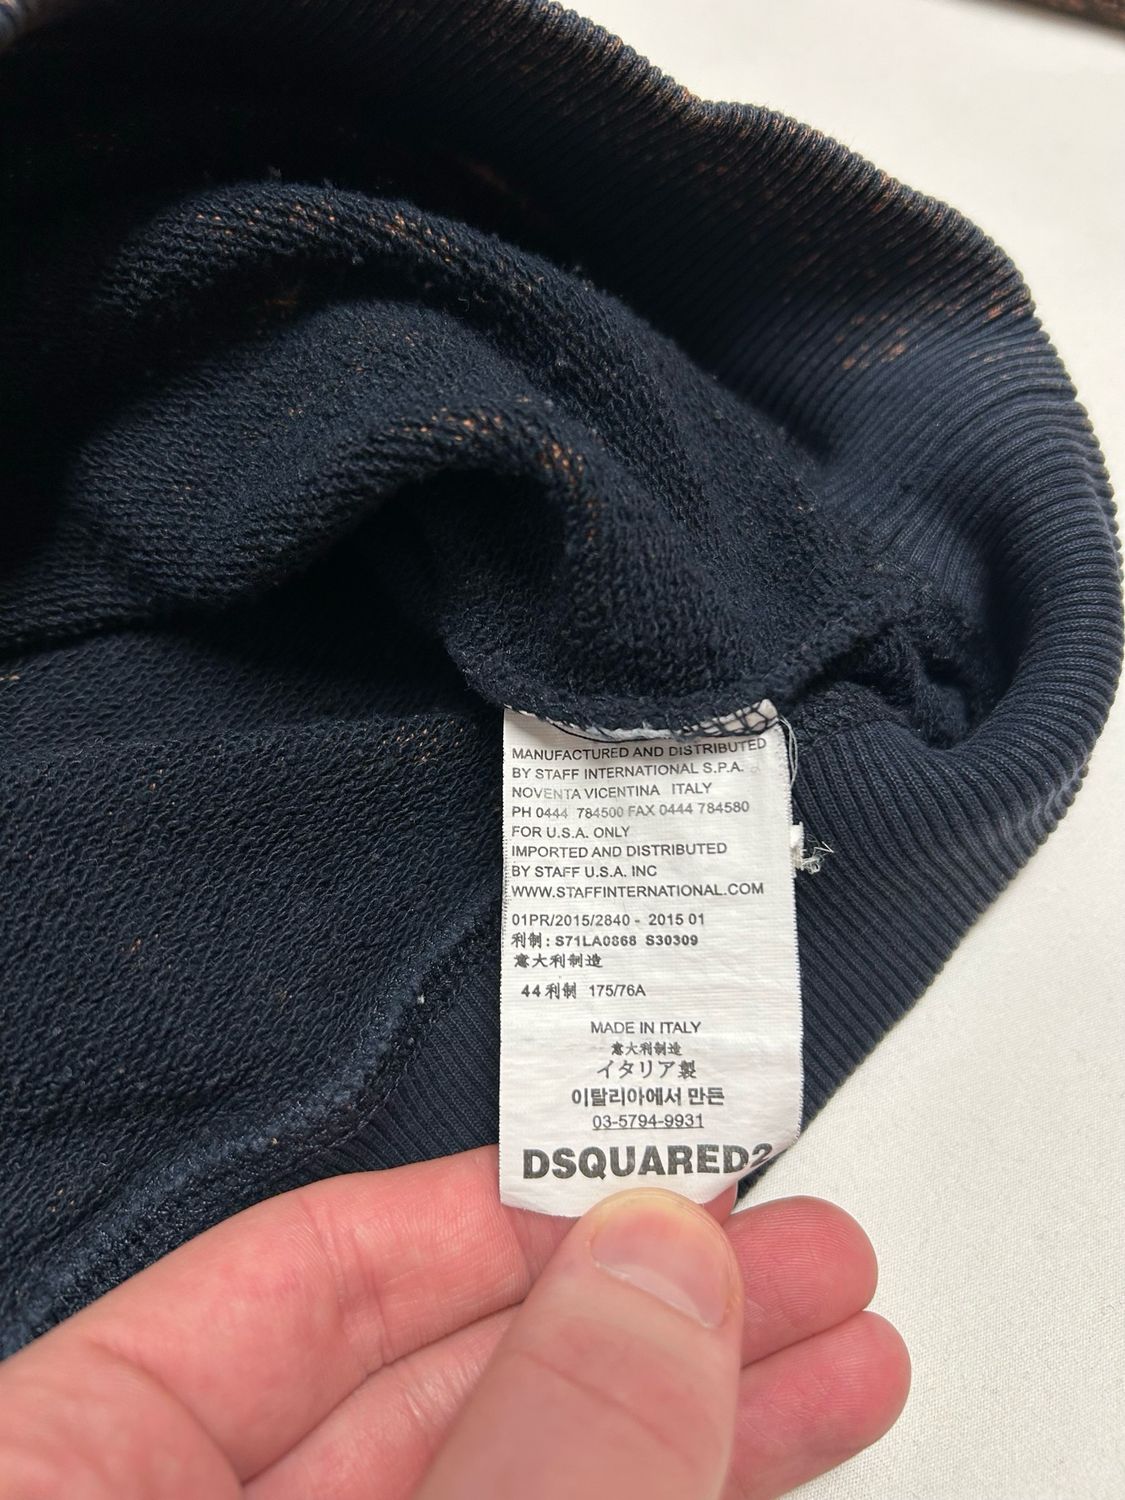 MANUFACTURED AND DISTRIBUTED
BY STAFF INTERNATIONAL S.P.A.
NOVENTA VICENTINA ITALY
PH 0444 784500 FAX 0444 784580
FOR U.S.A. ONLY
IMPORTED AND DISTRIBUTED
BY STAFF U.S.A. INC
WWW.STAFFINTERNATIONAL.COM
01PR/2015/2840 - 2015 01
利制: S71LA0868 S30309
意大利制造
44利制 175/76A
MADE IN ITALY
意大利制造
イタリア製
이탈리아에서 만든
03-5794-9931
DSQUARED2